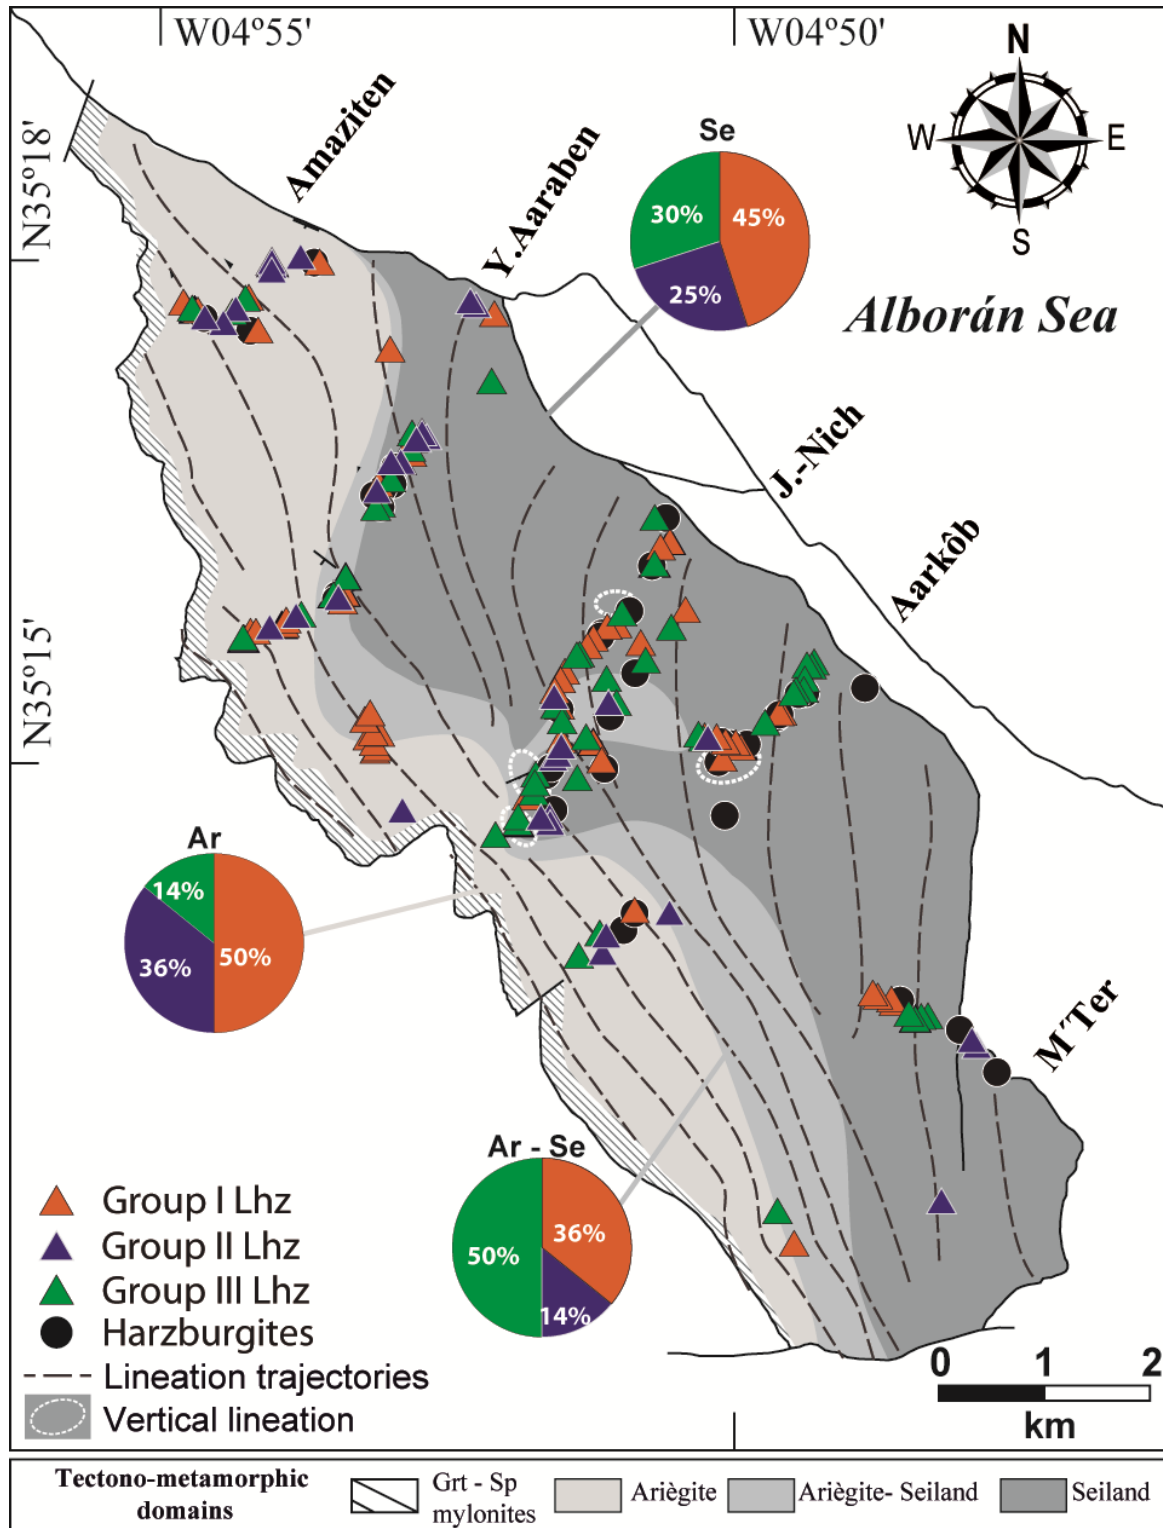 W04º55'
W04º50'
N35º18'
N35º15'
Amaziten
Y.Aaraben
J.-Nich
Aarkôb
M´Ter
N
W
E
S
Alborán Sea
Se
30%
45%
25%
Ar
14%
36%
50%
Ar - Se
50%
36%
14%
Group I Lhz
Group II Lhz
Group III Lhz
Harzburgites
Lineation trajectories
Vertical lineation
0 1 2
km
Tectono-metamorphic
domains
Grt - Sp
mylonites
Ariègite
Ariègite- Seiland
Seiland